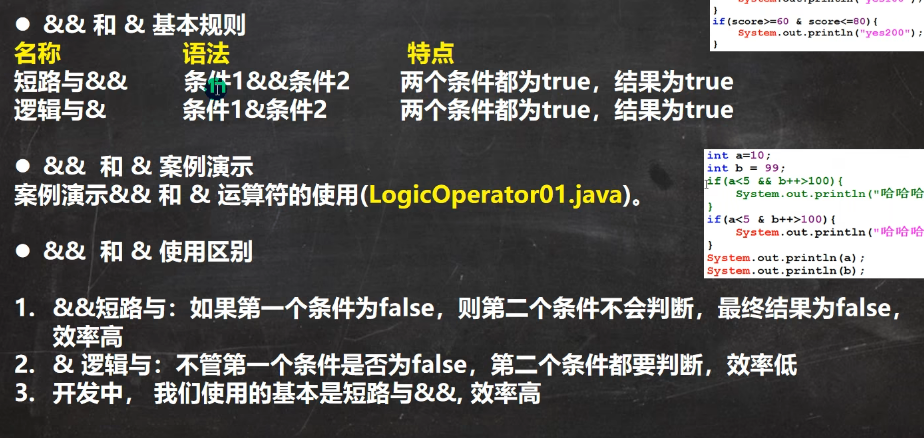 ● && 和 & 基本规则
名称 语法 特点
短路与&& 条件1&&条件2 两个条件都为true，结果为true
逻辑与& 条件1&条件2 两个条件都为true，结果为true
● && 和 & 案例演示
案例演示&& 和 & 运算符的使用(LogicOperator01.java)。
● && 和 & 使用区别
1. &&短路与：如果第一个条件为false，则第二个条件不会判断，最终结果为false，
效率高
2. & 逻辑与：不管第一个条件是否为false，第二个条件都要判断，效率低
3. 开发中， 我们使用的基本是短路与&&, 效率高
}
if(score>=60 & score<=80){
System.out.println("yes200");
}
int a=10;
int b = 99;
if(a<5 && b++>100){
System.out.println("哈哈哈
}
if(a<5 & b++>100){
System.out.println("哈哈哈
}
System.out.println(a);
System.out.println(b);